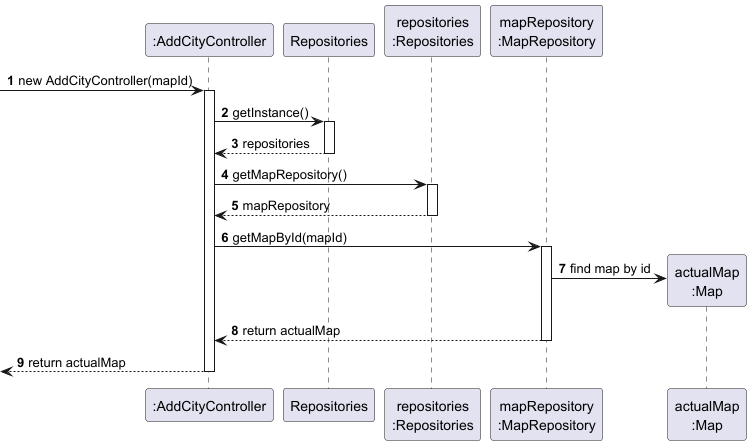 :AddCityController
Repositories
repositories
:Repositories
mapRepository
:MapRepository
1 new AddCityController(mapId)
2 getInstance()
3 repositories
4 getMapRepository()
5 mapRepository
6 getMapById(mapId)
7 find map by id
actualMap
:Map
8 return actualMap
9 return actualMap
:AddCityController
Repositories
repositories
:Repositories
mapRepository
:MapRepository
actualMap
:Map